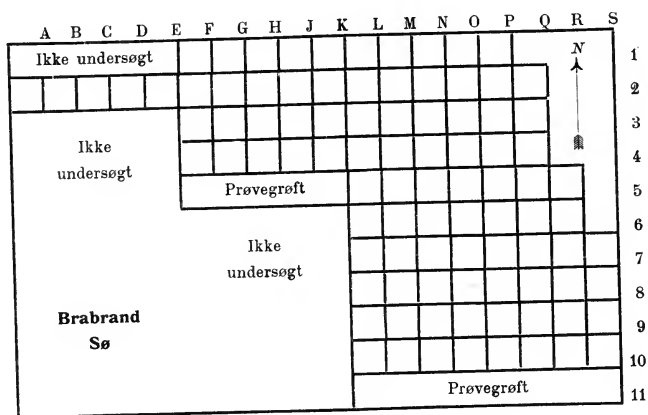 A B C D E F G H J K L M N O P Q R S
Ikke undersøgt
N
1
2
3
Ikke
undersøgt
4
Prøvegrøft
5
6
Ikke
undersøgt
7
8
Brabrand
Sø
9
10
Prøvegrøft
11